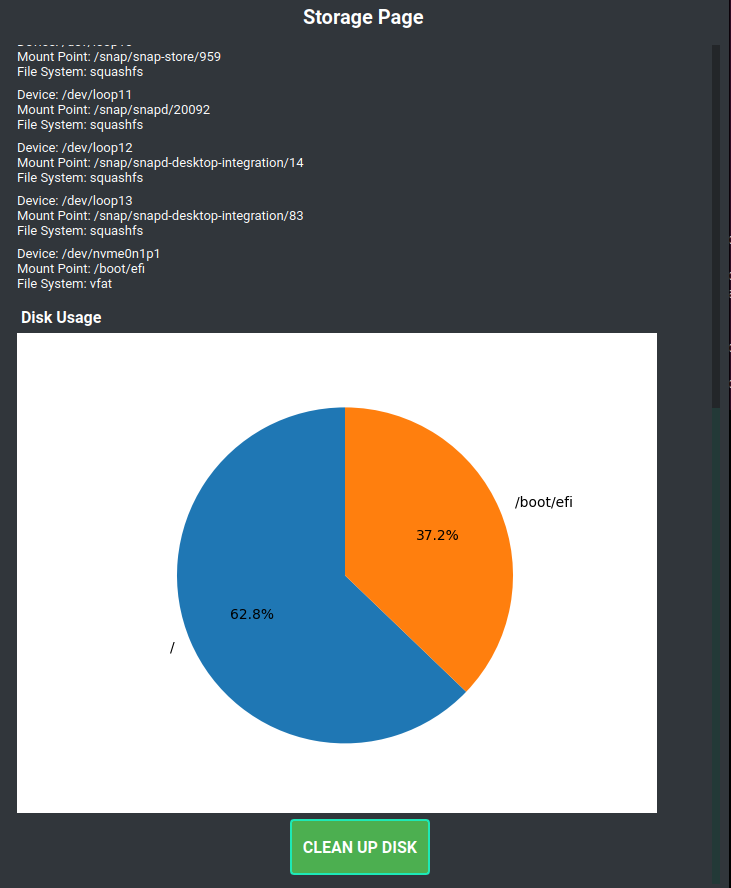 Storage Page
Mount Point: /snap/snap-store/959
File System: squashfs
Device: /dev/loop11
Mount Point: /snap/snapd/20092
File System: squashfs
Device: /dev/loop12
Mount Point: /snap/snapd-desktop-integration/14
File System: squashfs
Device: /dev/loop13
Mount Point: /snap/snapd-desktop-integration/83
File System: squashfs
Device: /dev/nvme0n1p1
Mount Point: /boot/efi
File System: vfat
Disk Usage
/boot/efi
37.2%
62.8%
/
CLEAN UP DISK